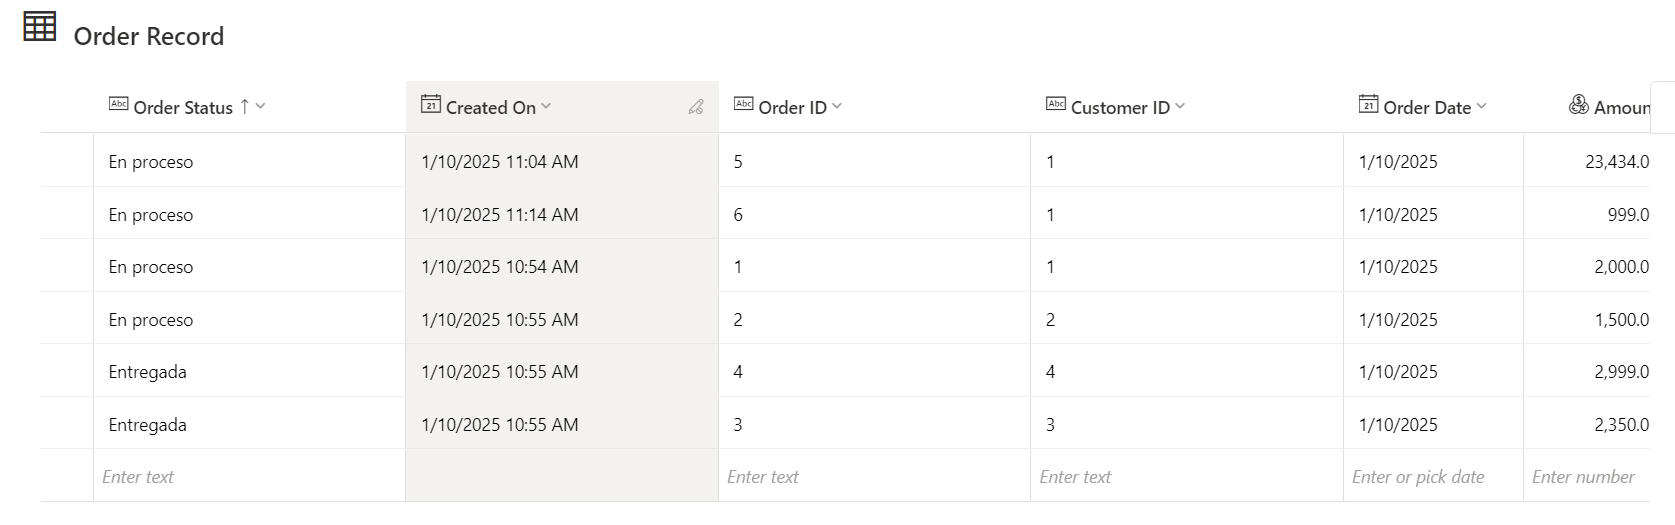 Order Record
Order Status Created On Order ID Customer ID Order Date Amoun
En proceso 1/10/2025 11:04 AM 5 1 1/10/2025 23,434.0
En proceso 1/10/2025 11:14 AM 6 1 1/10/2025 999.0
En proceso 1/10/2025 10:54 AM 1 1 1/10/2025 2,000.0
En proceso 1/10/2025 10:55 AM 2 2 1/10/2025 1,500.0
Entregada 1/10/2025 10:55 AM 4 4 1/10/2025 2,999.0
Entregada 1/10/2025 10:55 AM 3 3 1/10/2025 2,350.0
Enter text Enter text Enter text Enter or pick date Enter number